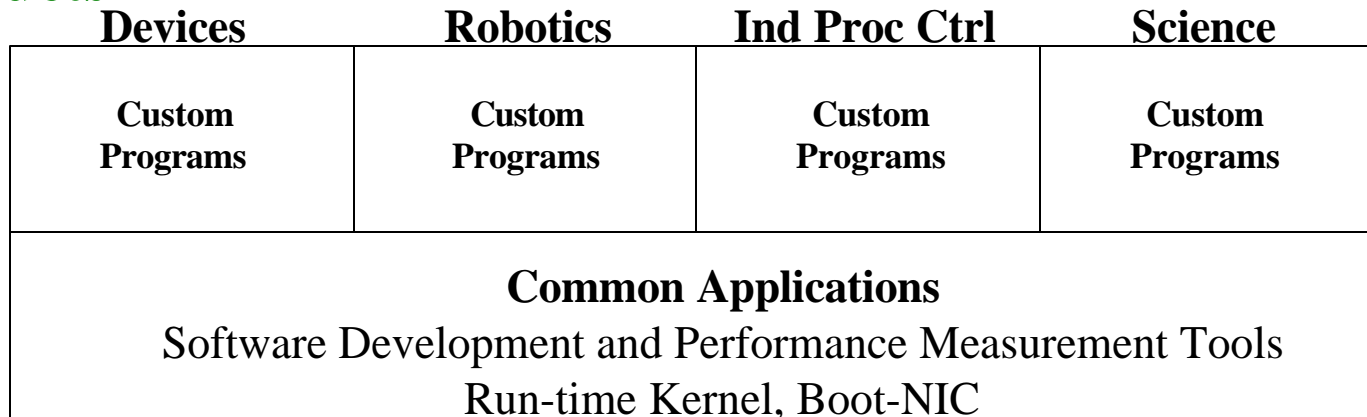 Devices Robotics Ind Proc Ctrl Science
Custom Custom Custom Custom
Programs Programs Programs Programs
Common Applications
Software Development and Performance Measurement Tools
Run-time Kernel, Boot-NIC